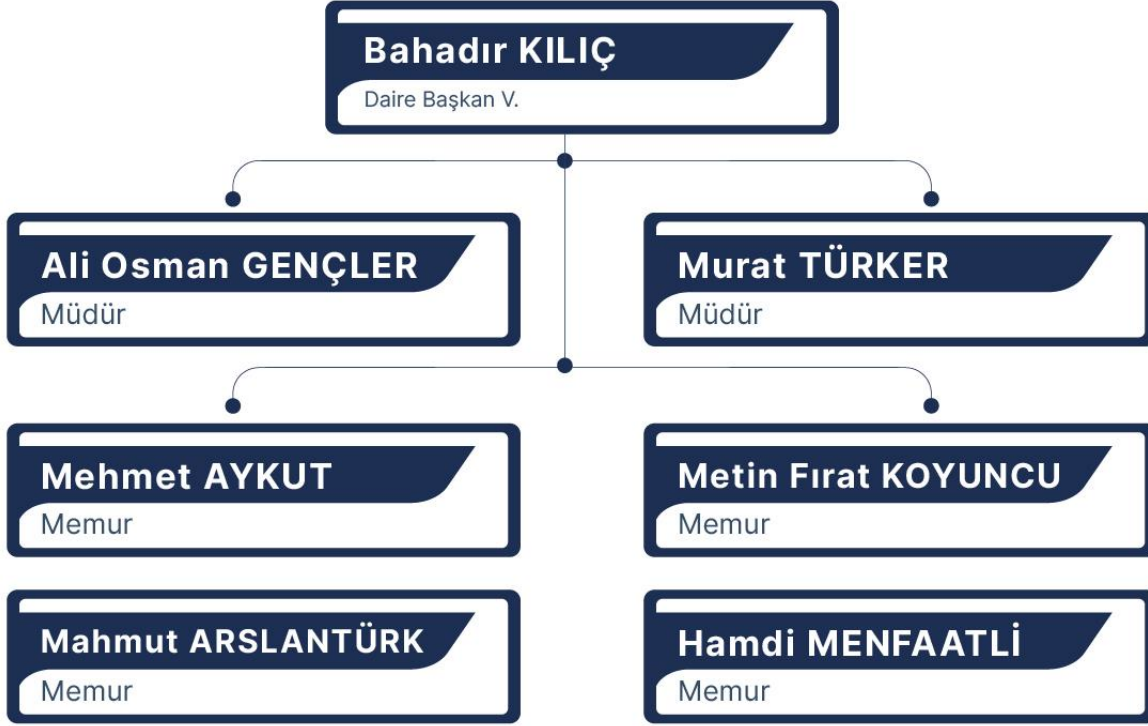 Bahadır KILIÇ
Daire Başkan V.
Ali Osman GENÇLER
Müdür
Murat TÜRKER
Müdür
Mehmet AYKUT
Memur
Metin Fırat KOYUNCU
Memur
Mahmut ARSLANTÜRK
Memur
Hamdi MENFAATLİ
Memur